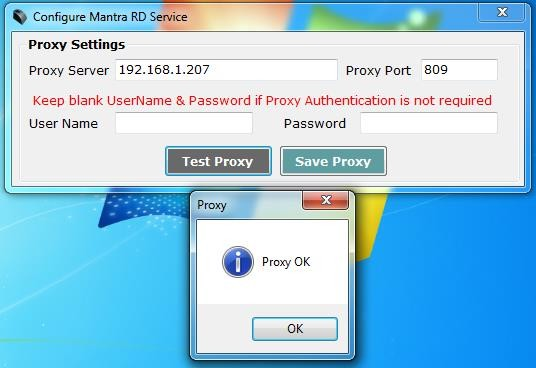 Configure Mantra RD Service
Proxy Settings
Proxy Server 192.168.1.207 Proxy Port 809
Keep blank UserName & Password if Proxy Authentication is not required
User Name Password
Test Proxy Save Proxy
Proxy
Proxy OK
OK